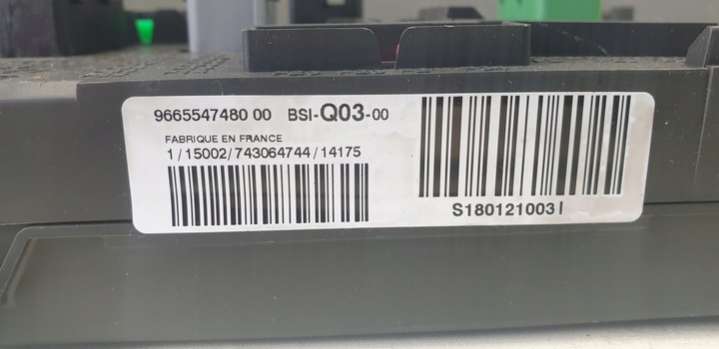 9665547480 00 BSI-Q03-00
FABRIQUE EN FRANCE
1/15002/743064744/14175
S180121003I